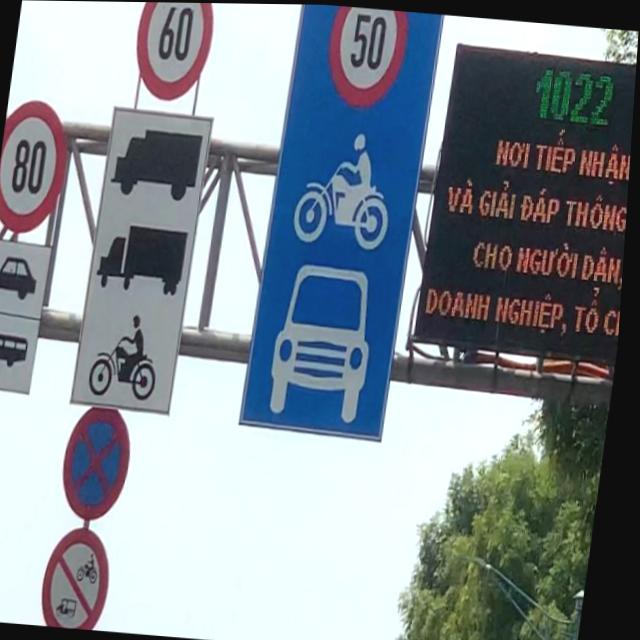 60
50
80
1022
NƠI TIẾP NHẬN
VÀ GIẢI ĐÁP THÔNG
CHO NGƯỜI DÂN,
DOANH NGHIỆP, TỔ